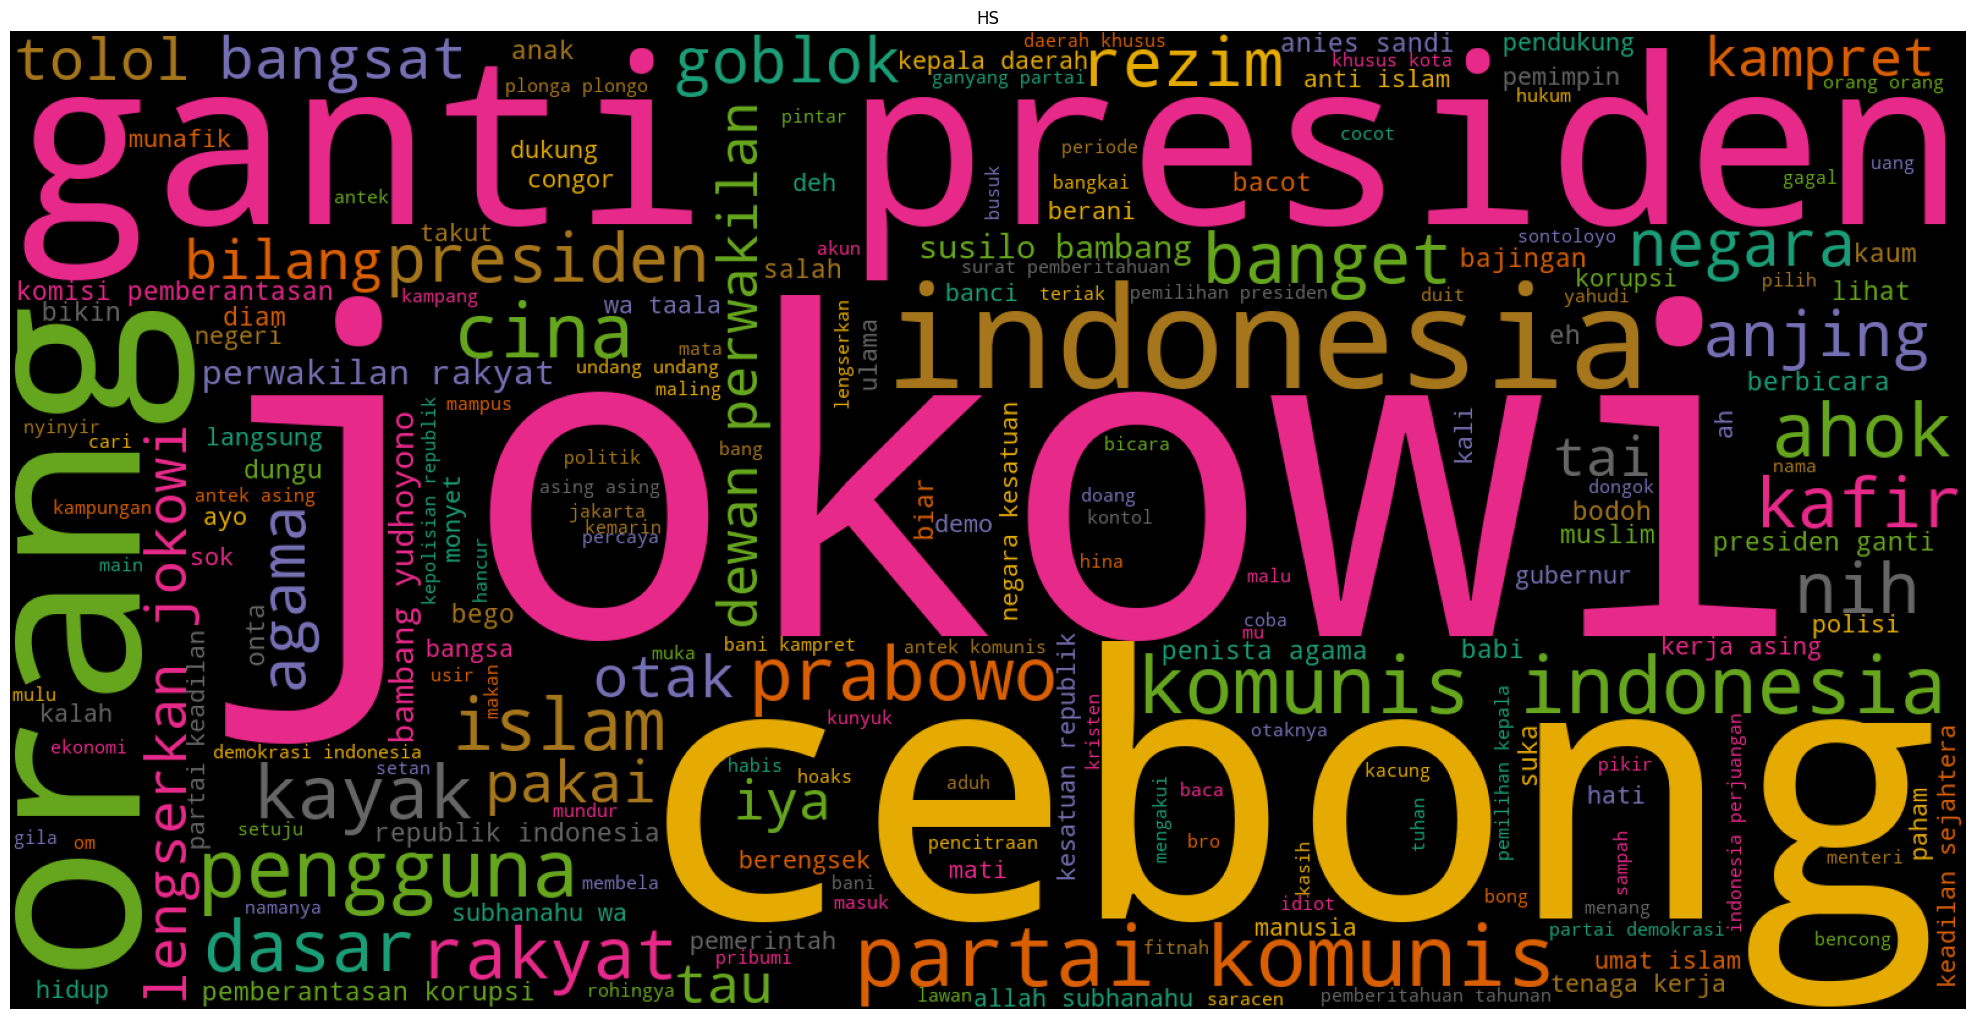 HS
tolol
bangsat
anak
plonga plongo
goblok
kepala daerah
daerah khusus
ganyang partai
rezim
anies sandi
khusus kota
anti islam
pendukung
pemimpin
hukum
kampret
orang orang
ganti presiden
munafik
antek
dukung
congor
dewan perwakilan
pintar
deh
periode
bangkai
berani
busuk
bacot
cocot
gagal
uang
bilang
presiden
takut
akun
salah
susilo bambang
surat pemberitahuan
banget
bajingan
sontoloyo
korupsi
negara
kaum
pilih
lihat
komisi pemberantasan
kampang
bikin
diam
negeri
cina
wa taala
mata
undang undang
maling
lengserkan
ulama
banci
teriak
pemilihan presiden
indonesia
duit
yahudi
eh
anjing
berbicara
orang
perwakilan rakyat
mampus
jokowi
nyinyir
cari
langsung
dungu
kampungan
antek asing
ayo
sok
main
lengserkan jokowi
agama
bambang yudhoyono
kepolisian republik
monyet
hancur
bego
politik
asing asing
jakarta
kemarin
percaya
bang
biar
demo
negara kesatuan
bicara
doang
kontol
hina
kali
malu
coba
mu
tai
dongok
bodoh
muslim
gubernur
ah
ahok
nama
kafir
presiden ganti
nih
polisi
kerja asing
onta
partai keadilan
bangsa
usir
makan
muka
bani kampret
antek komunis
otak
prabowo
kunyuk
kesatuan republik
kristen
penista agama
babi
komunis
indonesia
mulu
kalah
ekonomi
demokrasi indonesia
islam
setan
kayak
pakai
mundur
setuju
republik indonesia
cebong
habis
hoaks
iya
aduh
pencitraan
berengsek
mati
mengakui
baca
bro
otaknya
kacung
tuhan
pemilihan kepala
suka
pikir
hati
sampah
indonesia perjuangan
menteri
paham
keadilan sejahtera
gila
om
pengguna
membela
bani
masuk
namanya
subhanahu wa
kasih
idiot
bong
menang
manusia
partai demokrasi
bencong
dasar
rakyat
pemerintah
pribumi
partai komunis
fitnah
umat islam
hidup
pemberantasan korupsi
rohingya
tau
lawan
allah subhanahu
saracen
pemberitahuan tahunan
tenaga kerja